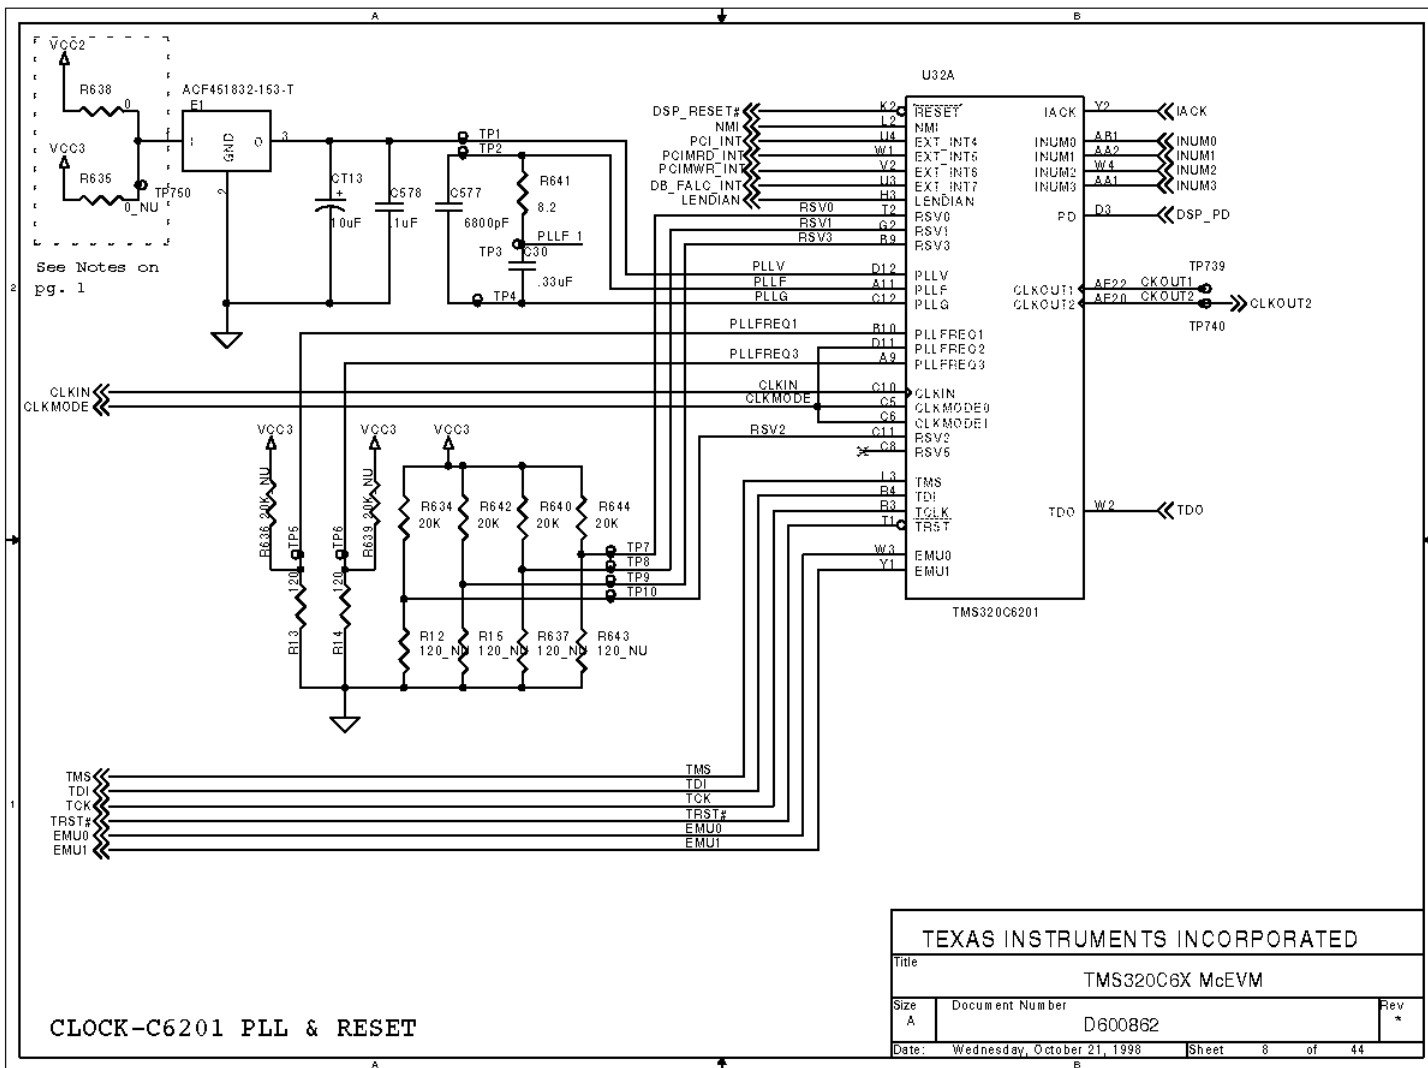 A
B
VCC2
R638
0
VCC3
R635
0_NU
TP750
See Notes on
pg. 1
ACF451832-153-T
E1
1
I
GND
O
3
2
CT13
10uF
C578
.1uF
C577
6800pF
TP1
TP2
R641
8.2
PLLF_1
TP3
C30
.33uF
TP4
U32A
DSP_RESET#
NMI
PCI_INT
PCIMRD_INT
PCIMWR_INT
DB_FALC_INT
LENDIAN
RSV0
RSV1
RSV3
PLLV
PLLF
PLLG
PLLFREQ1
PLLFREQ3
CLKIN
CLKMODE
CLKIN
CLKMODE
RSV2
K2
L2
U4
W1
V2
U3
H3
T2
G2
B9
D12
A11
C12
B10
D11
A9
C10
C5
C6
C11
C8
L3
R4
R3
T1
W3
Y1
RESET
NMI
EXT_INT4
EXT_INT5
EXT_INT6
EXT_INT7
LENDIAN
RSV0
RSV1
RSV3
PLLV
PLLF
PLLG
PLLFREQ1
PLLFREQ2
PLLFREQ3
CLKIN
CLKMODE0
CLKMODE1
RSV2
RSV5
TMS
TDI
TCLK
TRST
EMU0
EMU1
IACK
INUM0
INUM1
INUM2
INUM3
PD
CLKOUT1
CLKOUT2
TDO
Y2
AB1
AA2
W4
AA1
D3
AF22
AF20
W2
IACK
INUM0
INUM1
INUM2
INUM3
DSP_PD
TP739
CKOUT1
CKOUT2
CLKOUT2
TP740
TDO
TMS320C6201
VCC3
VCC3
VCC3
R636 20K_NU
R639 20K_NU
TP5
TP6
R13 120
R14 120
R634
20K
R642
20K
R640
20K
R644
20K
TP7
TP8
TP9
TP10
R12
120_NU
R15
120_NU
R637
120_NU
R643
120_NU
TMS
TDI
TCK
TRST#
EMU0
EMU1
TMS
TDI
TCK
TRST#
EMU0
EMU1
2
1
CLOCK-C6201 PLL & RESET
TEXAS INSTRUMENTS INCORPORATED
Title
TMS320C6X McEVM
Size
A
Document Number
D600862
Rev
*
Date: Wednesday, October 21, 1998 Sheet 8 of 44
A
B